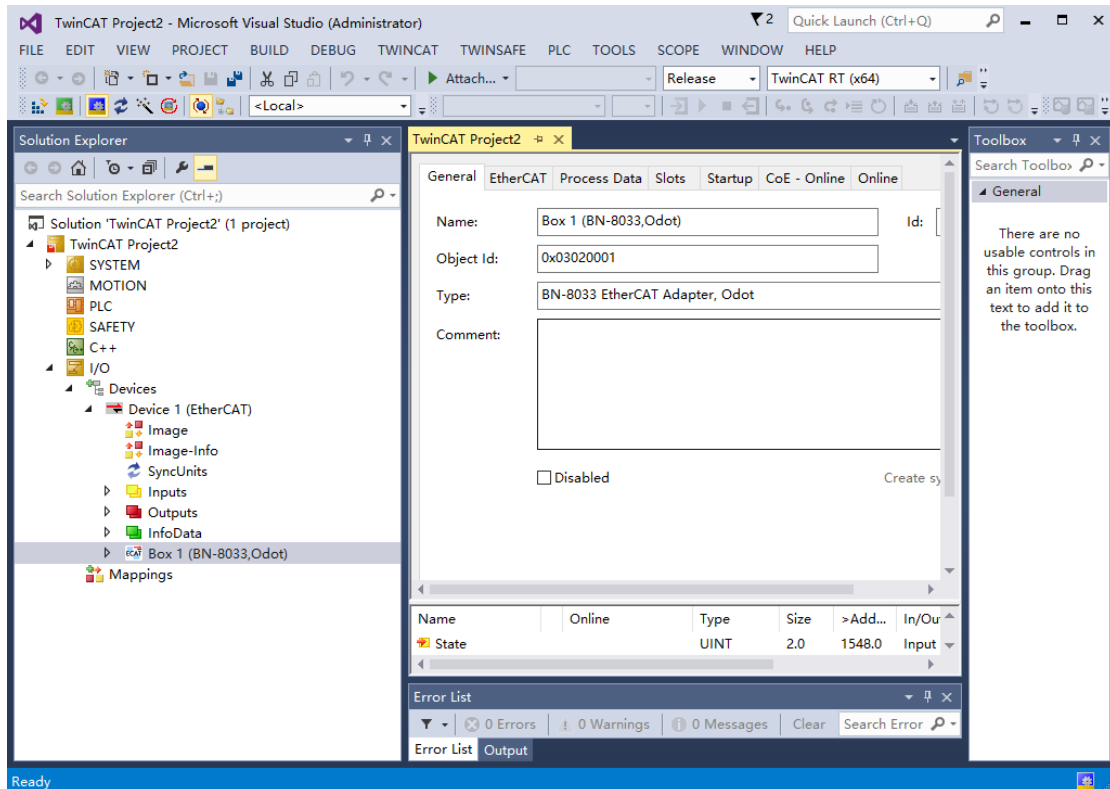 TwinCAT Project2 - Microsoft Visual Studio (Administrator)
2
Quick Launch (Ctrl+Q)
FILE EDIT VIEW PROJECT BUILD DEBUG TWINCAT TWINSAFE PLC TOOLS SCOPE WINDOW HELP
Attach...
Release
TwinCAT RT (x64)
<Local>
Solution Explorer
Search Solution Explorer (Ctrl+;)
Solution 'TwinCAT Project2' (1 project)
TwinCAT Project2
SYSTEM
MOTION
PLC
SAFETY
C++
I/O
Devices
Device 1 (EtherCAT)
Image
Image-Info
SyncUnits
Inputs
Outputs
InfoData
Box 1 (BN-8033,Odot)
Mappings
TwinCAT Project2
General EtherCAT Process Data Slots Startup CoE - Online Online
Name: Box 1 (BN-8033,Odot) Id:
Object Id: 0x03020001
Type: BN-8033 EtherCAT Adapter, Odot
Comment:
Disabled
Create sy
Name Online Type Size >Add... In/Ou
State UINT 2.0 1548.0 Input
Error List
0 Errors 0 Warnings 0 Messages Clear Search Error
Error List Output
Toolbox
Search Toolbox
General
There are no
usable controls in
this group. Drag
an item onto this
text to add it to
the toolbox.
Ready